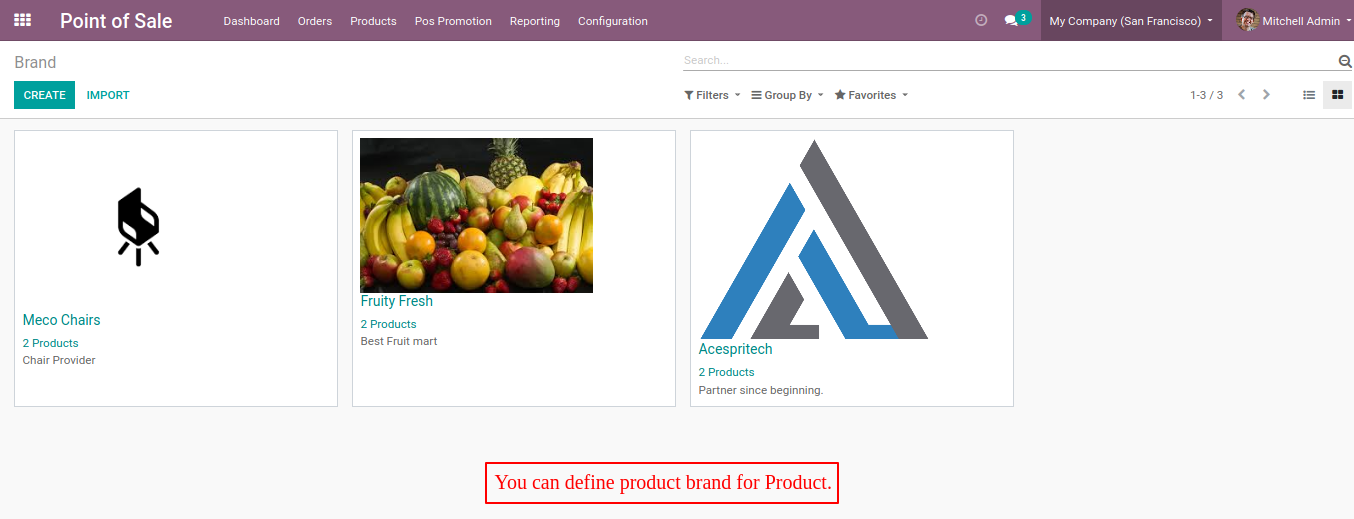 Point of Sale Dashboard Orders Products Pos Promotion Reporting Configuration 3 My Company (San Francisco) Mitchell Admin
Brand Search...
CREATE IMPORT Filters Group By Favorites 1-3 / 3
Meco Chairs
2 Products
Chair Provider
Fruity Fresh
2 Products
Best Fruit mart
Acespritech
2 Products
Partner since beginning.
You can define product brand for Product.